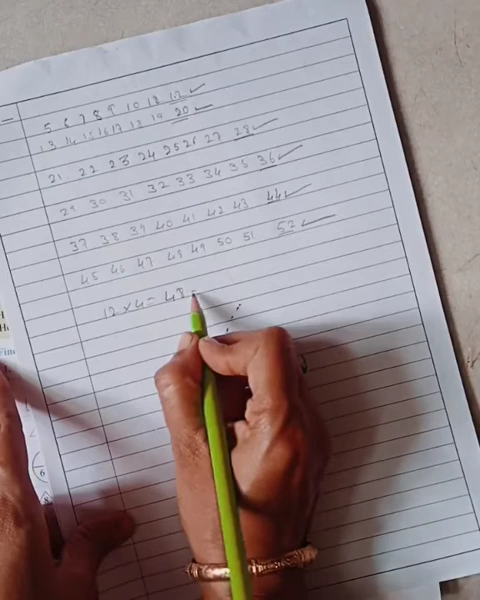 5 6 7 8 9 10 11 12
13 14 15 16 17 18 19 20
21 22 23 24 25 26 27 28
29 30 31 32 33 34 35 36
37 38 39 40 41 42 43 44
45 46 47 48 49 50 51 52
12 x 4 = 48